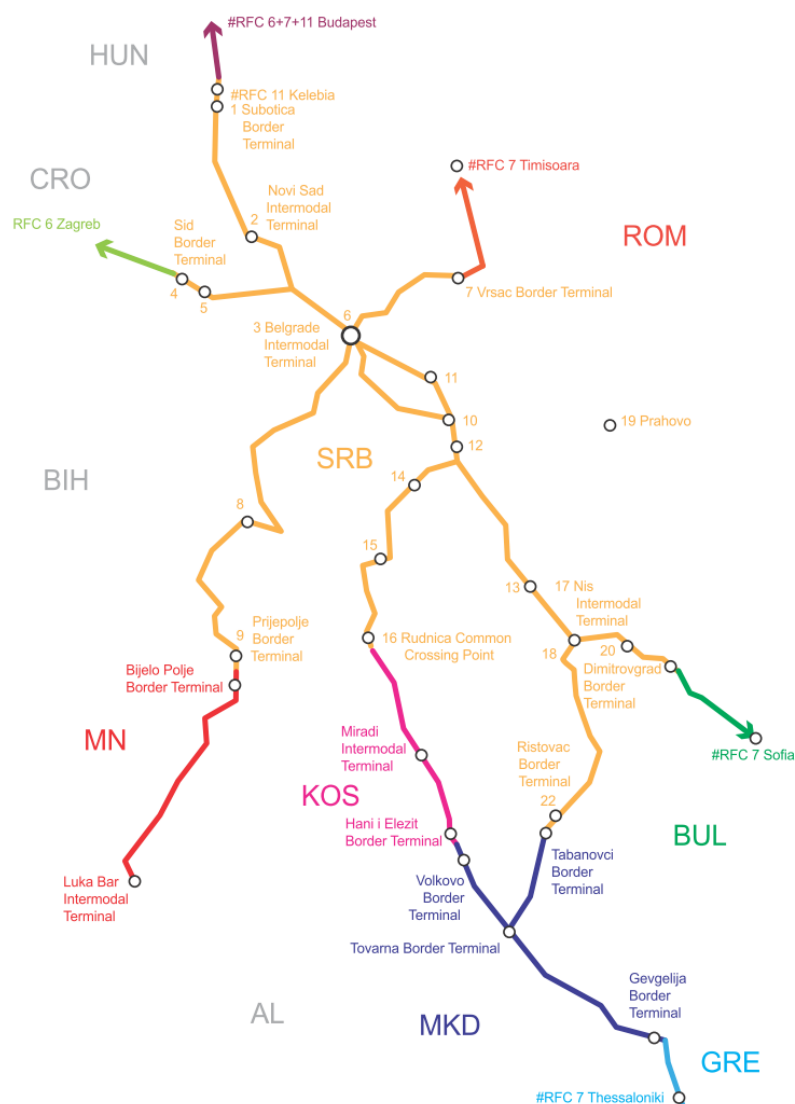 #RFC 6+7+11 Budapest
HUN
#RFC 11 Kelebia
1 Subotica
Border
Terminal
#RFC 7 Timisoara
CRO
Novi Sad
Intermodal
Terminal
2
RFC 6 Zagreb
Sid
Border
Terminal
ROM
4
5
7 Vrsac Border Terminal
6
3 Belgrade
Intermodal
Terminal
11
10
19 Prahovo
12
SRB
BIH
14
8
15
13
17 Nis
Intermodal
Terminal
9
Prijepolje
Border
Terminal
16 Rudnica Common
Crossing Point
18
20
Dimitrovgrad
Border
Terminal
Bijelo Polje
Border Terminal
MN
Miradi
Intermodal
Terminal
Ristovac
Border
Terminal
#RFC 7 Sofia
KOS
22
Hani i Elezit
Border Terminal
BUL
Luka Bar
Intermodal
Terminal
Volkovo
Border
Terminal
Tabanovci
Border
Terminal
Tovarna Border Terminal
Gevgelija
Border
Terminal
AL
MKD
GRE
#RFC 7 Thessaloniki